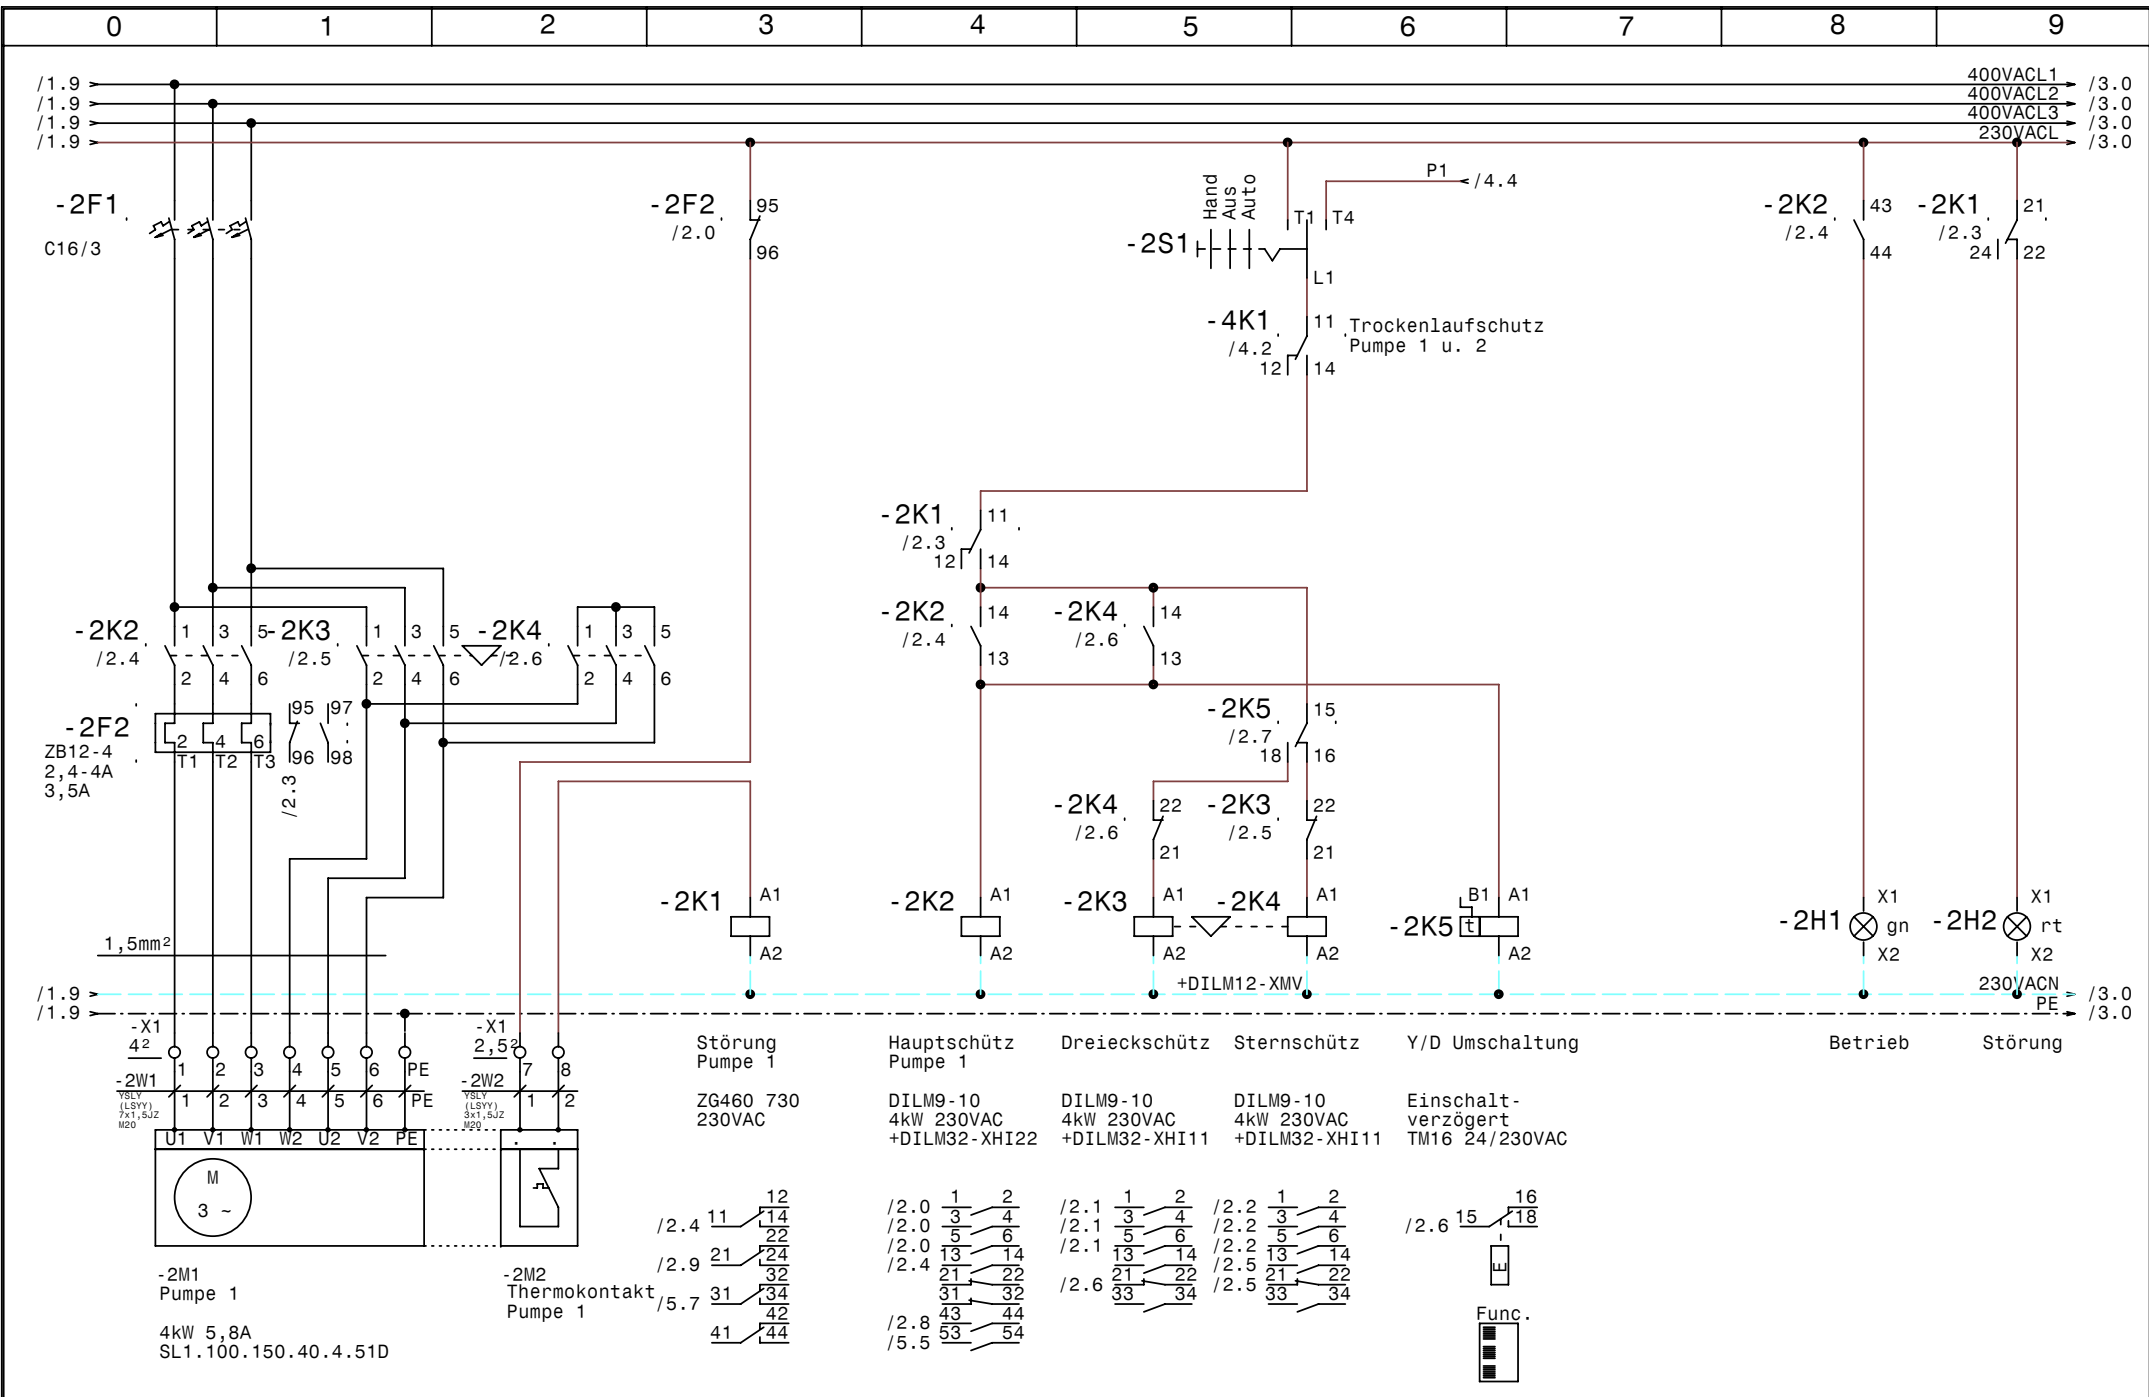 0 1 2 3 4 5 6 7 8 9
/1.9 400VACL1 /3.0
/1.9 400VACL2 /3.0
/1.9 400VACL3 /3.0
/1.9 230VACL /3.0
P1 /4.4
Hand
Aus
Auto
-2F1
C16/3
-2F2 95
/2.0
96
T1 T4
-2S1
L1
-2K2 43
/2.4
44
-2K1 21
/2.3
24 22
-4K1 11 Trockenlaufschutz
/4.2 Pumpe 1 u. 2
12 14
-2K1 11
/2.3
12 14
-2K2 1 3 5
/2.4
2 4 6
-2K3 1 3 5
/2.5
2 4 6
-2K4 1 3 5
/2.6
2 4 6
-2K2 14
/2.4
13
-2K4 14
/2.6
13
-2F2 2 4 6
T1 T2 T3
ZB12-4
2,4-4A
3,5A
95 97
96 98
/2.3
-2K5 15
/2.7
18 16
-2K4 22
/2.6
21
-2K3 22
/2.5
21
-2K1 A1
A2
-2K2 A1
A2
-2K3 A1
A2
-2K4 A1
A2
-2K5 B1 A1
t
A2
-2H1 X1
gn
X2
-2H2 X1
rt
X2
1,5mm²
+DILM12-XMV
/1.9 230VACN /3.0
/1.9 PE /3.0
-X1
4²
1 2 3 4 5 6 PE
-2W1
YSLY
(LSYY)
7x1,5JZ
M20
1 2 3 4 5 6 PE
U1 V1 W1 W2 U2 V2 PE
M
3 ~
-X1
2,5²
7 8
-2W2
YSLY
(LSYY)
3x1,5JZ
M20
1 2
-2M1
Pumpe 1
4kW 5,8A
SL1.100.150.40.4.51D
-2M2
Thermokontakt
Pumpe 1
Störung
Pumpe 1
ZG460 730
230VAC
Hauptschütz
Pumpe 1
DILM9-10
4kW 230VAC
+DILM32-XHI22
Dreieckschütz
DILM9-10
4kW 230VAC
+DILM32-XHI11
Sternschütz
DILM9-10
4kW 230VAC
+DILM32-XHI11
Y/D Umschaltung
Einschalt-
verzögert
TM16 24/230VAC
Betrieb
Störung
12
/2.4 11 14
22
/2.9 21 24
32
/5.7 31 34
42
41 44
/2.0 1 2
/2.0 3 4
/2.0 5 6
/2.4 13 14
21 22
31 32
/2.8 43 44
/5.5 53 54
/2.1 1 2
/2.1 3 4
/2.1 5 6
13 14
/2.6 21 22
33 34
/2.2 1 2
/2.2 3 4
/2.2 5 6
/2.5 13 14
/2.5 21 22
33 34
16
/2.6 15 18
E
Func.